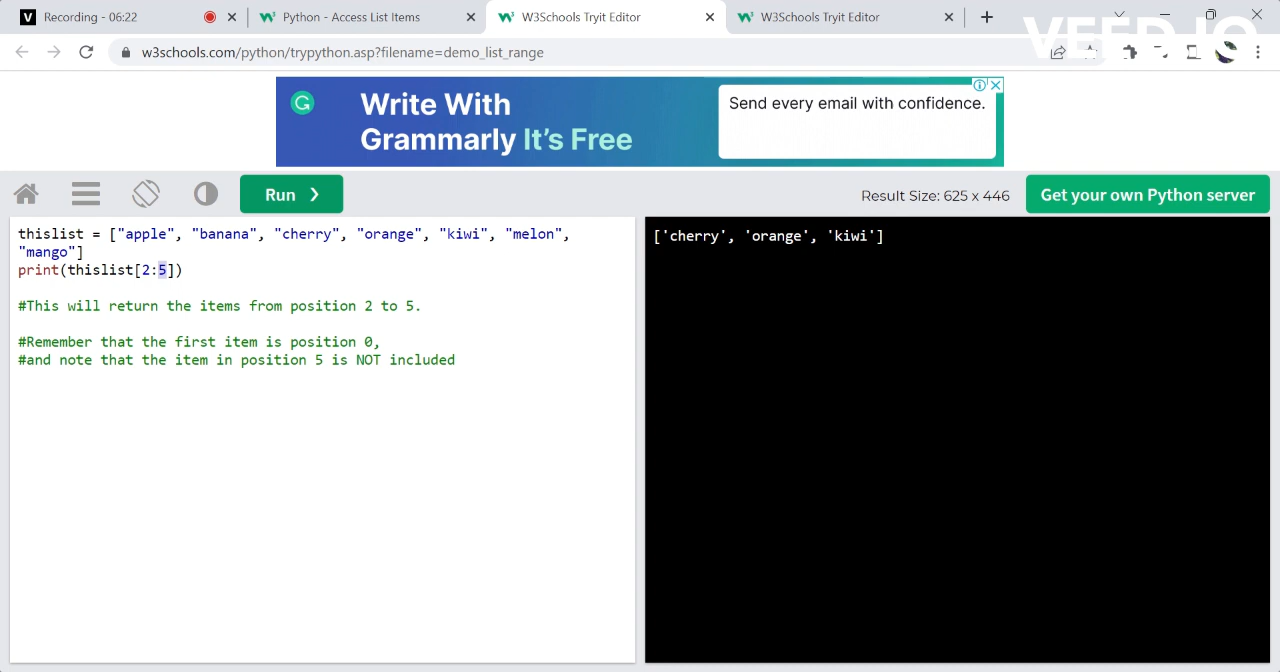 Recording - 06:22
Python - Access List Items
W3Schools Tryit Editor
W3Schools Tryit Editor
VEED.IO
w3schools.com/python/trypython.asp?filename=demo_list_range
Write With
Grammarly It's Free
Send every email with confidence.
Run ❯
Result Size: 625 x 446
Get your own Python server
thislist = ["apple", "banana", "cherry", "orange", "kiwi", "melon",
"mango"]
print(thislist[2:5])
#This will return the items from position 2 to 5.
#Remember that the first item is position 0,
#and note that the item in position 5 is NOT included
['cherry', 'orange', 'kiwi']